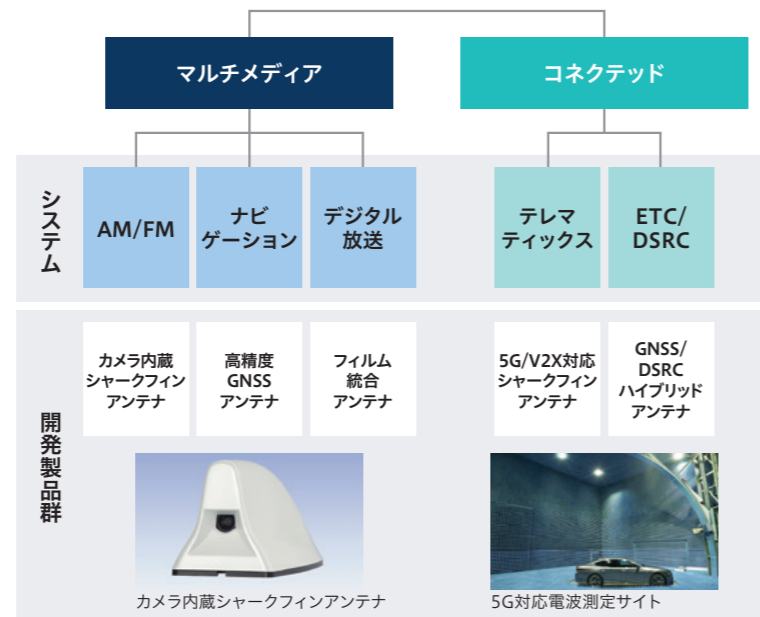 マルチメディア
コネクテッド
システム
AM/FM
ナビ
ゲーション
デジタル
放送
テレマ
ティックス
ETC/
DSRC
開発製品群
カメラ内蔵
シャークフィン
アンテナ
高精度
GNSS
アンテナ
フィルム
統合
アンテナ
5G/V2X対応
シャークフィン
アンテナ
GNSS/
DSRC
ハイブリッド
アンテナ
カメラ内蔵シャークフィンアンテナ
5G対応電波測定サイト